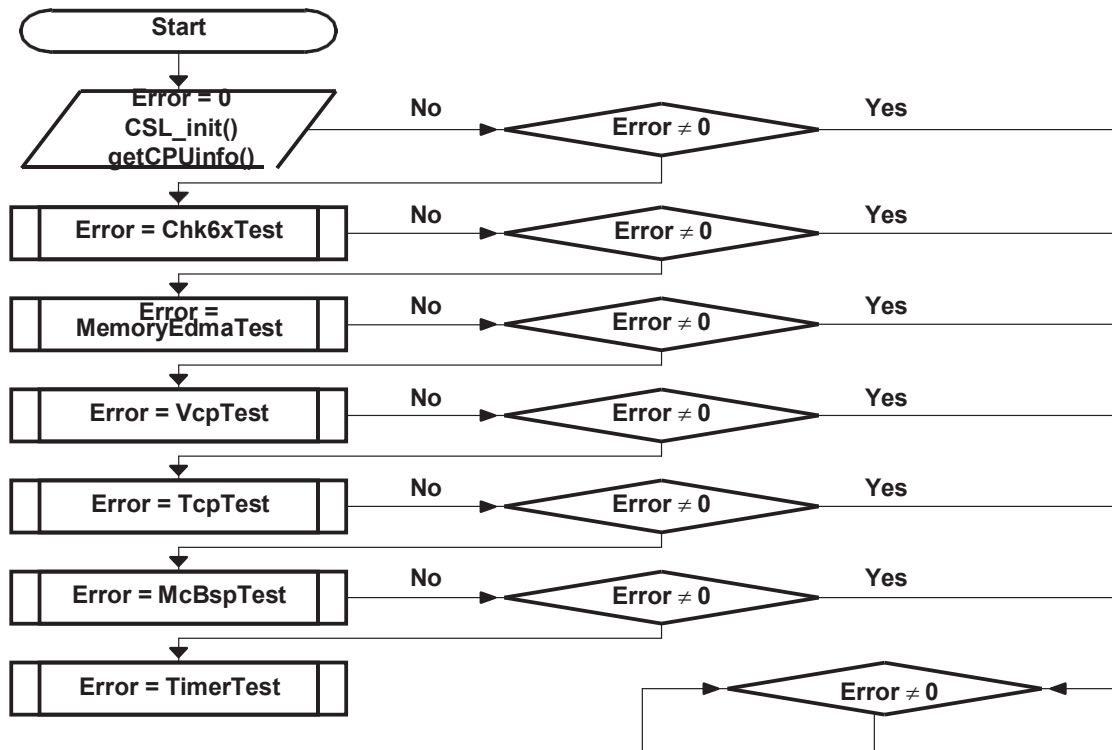 Start
Error = 0
CSL_init()
getCPUinfo()
No
Error ≠ 0
Yes
Error = Chk6xTest
No
Error ≠ 0
Yes
Error =
MemoryEdmaTest
No
Error ≠ 0
Yes
Error = VcpTest
No
Error ≠ 0
Yes
Error = TcpTest
No
Error ≠ 0
Yes
Error = McBspTest
No
Error ≠ 0
Yes
Error = TimerTest
Error ≠ 0